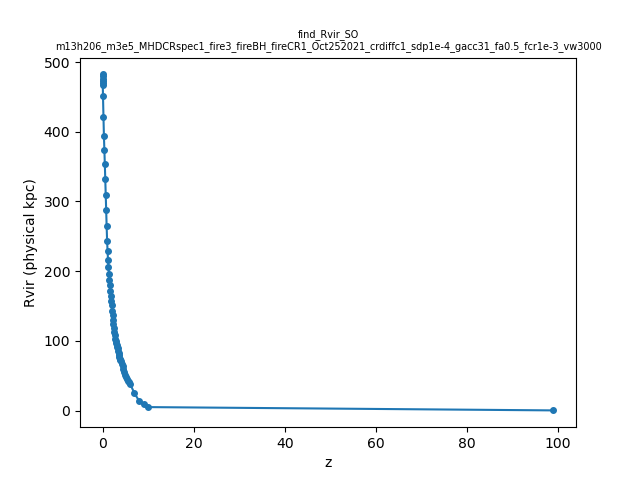 find_Rvir_SO
m13h206_m3e5_MHDCRspec1_fire3_fireBH_fireCR1_Oct252021_crdiffc1_sdp1e-4_gacc31_fa0.5_fcr1e-3_vw3000
500
400
300
200
100
0
Rvir (physical kpc)
0 20 40 60 80 100
z